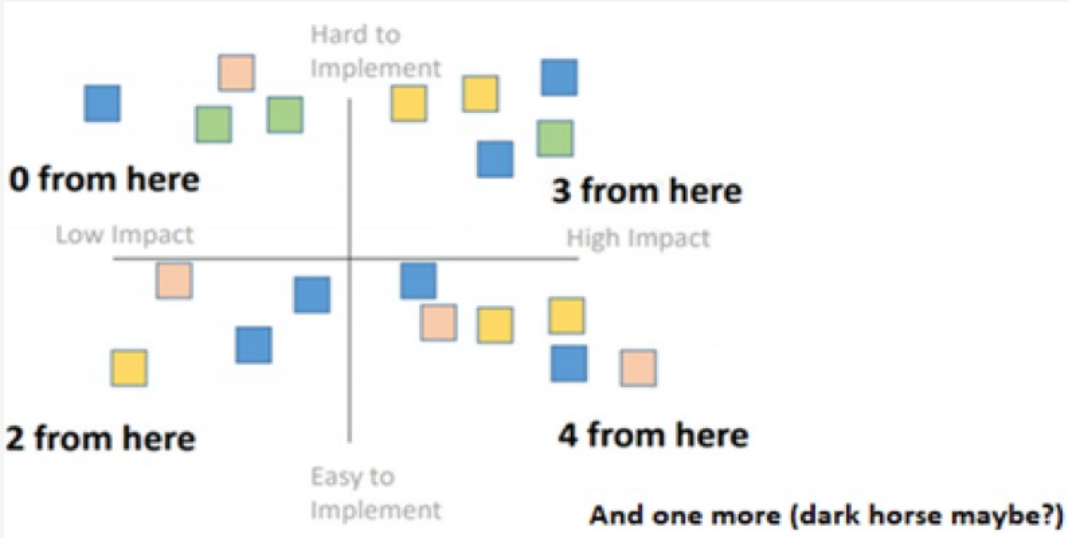 Hard to
Implement
0 from here
3 from here
Low Impact
High Impact
2 from here
4 from here
Easy to
Implement
And one more (dark horse maybe?)